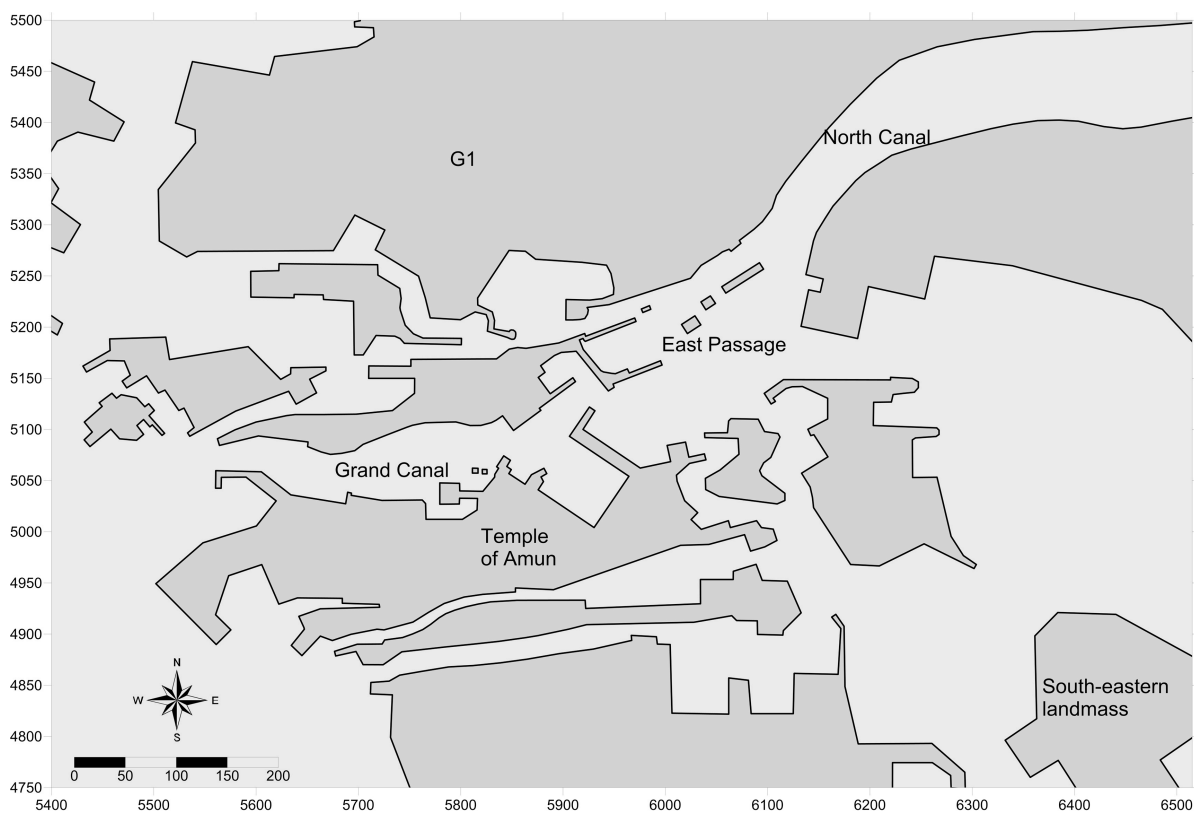 5500
5450
North Canal
5400
G1
5350
5300
5250
5200
East Passage
5150
5100
Grand Canal
5050
Temple
of Amun
5000
4950
4900
N
W E
S
4850
South-eastern
landmass
4800
0 50 100 150 200
4750
5400 5500 5600 5700 5800 5900 6000 6100 6200 6300 6400 6500